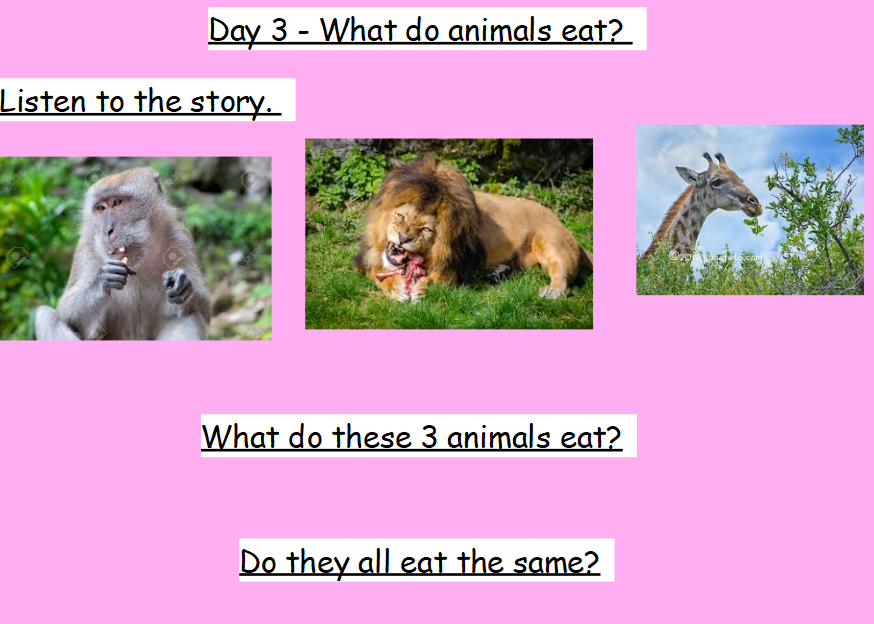 Day 3 - What do animals eat?
Listen to the story.
What do these 3 animals eat?
Do they all eat the same?